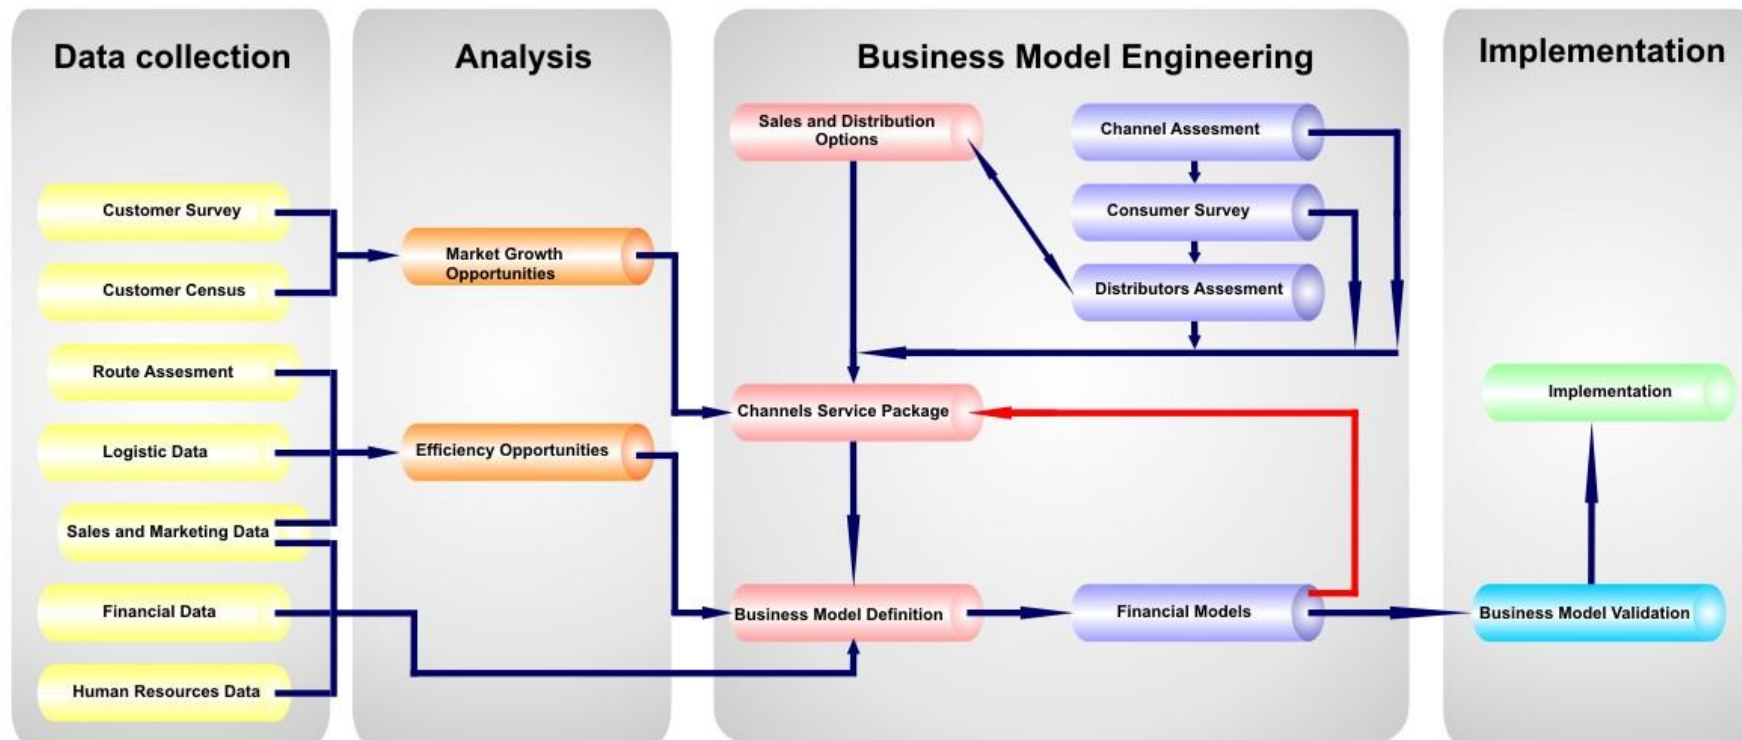 Data collection
Customer Survey
Customer Census
Route Assesment
Logistic Data
Sales and Marketing Data
Financial Data
Human Resources Data
Analysis
Market Growth
Opportunities
Efficiency Opportunities
Business Model Engineering
Sales and Distribution
Options
Channel Assesment
Consumer Survey
Distributors Assesment
Channels Service Package
Business Model Definition
Financial Models
Implementation
Implementation
Business Model Validation